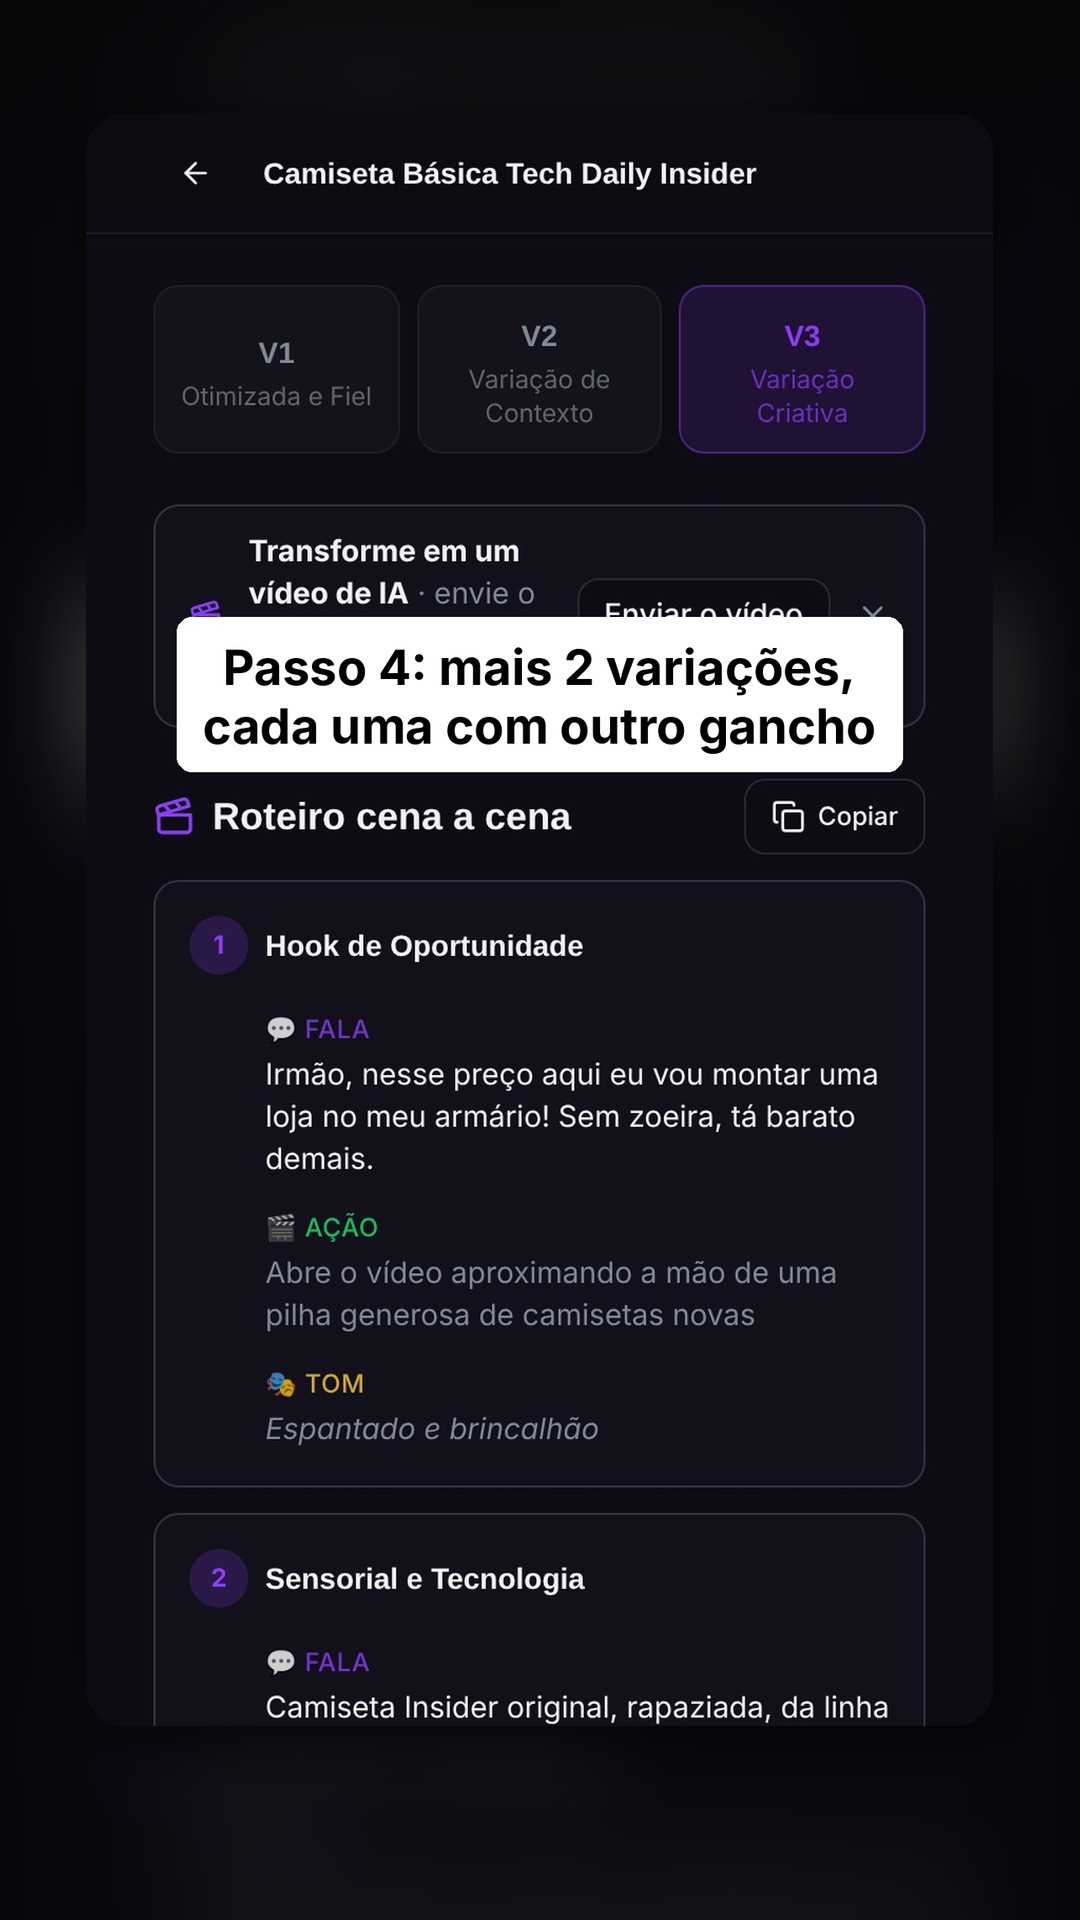 Camiseta Básica Tech Daily Insider
V1
Otimizada e Fiel
V2
Variação de
Contexto
V3
Variação
Criativa
Transforme em um
vídeo de IA · envie o
Enviar o vídeo
Passo 4: mais 2 variações,
cada uma com outro gancho
Roteiro cena a cena
Copiar
1
Hook de Oportunidade
💬 FALA
Irmão, nesse preço aqui eu vou montar uma
loja no meu armário! Sem zoeira, tá barato
demais.
🎬 AÇÃO
Abre o vídeo aproximando a mão de uma
pilha generosa de camisetas novas
🎭 TOM
Espantado e brincalhão
2
Sensorial e Tecnologia
💬 FALA
Camiseta Insider original, rapaziada, da linha